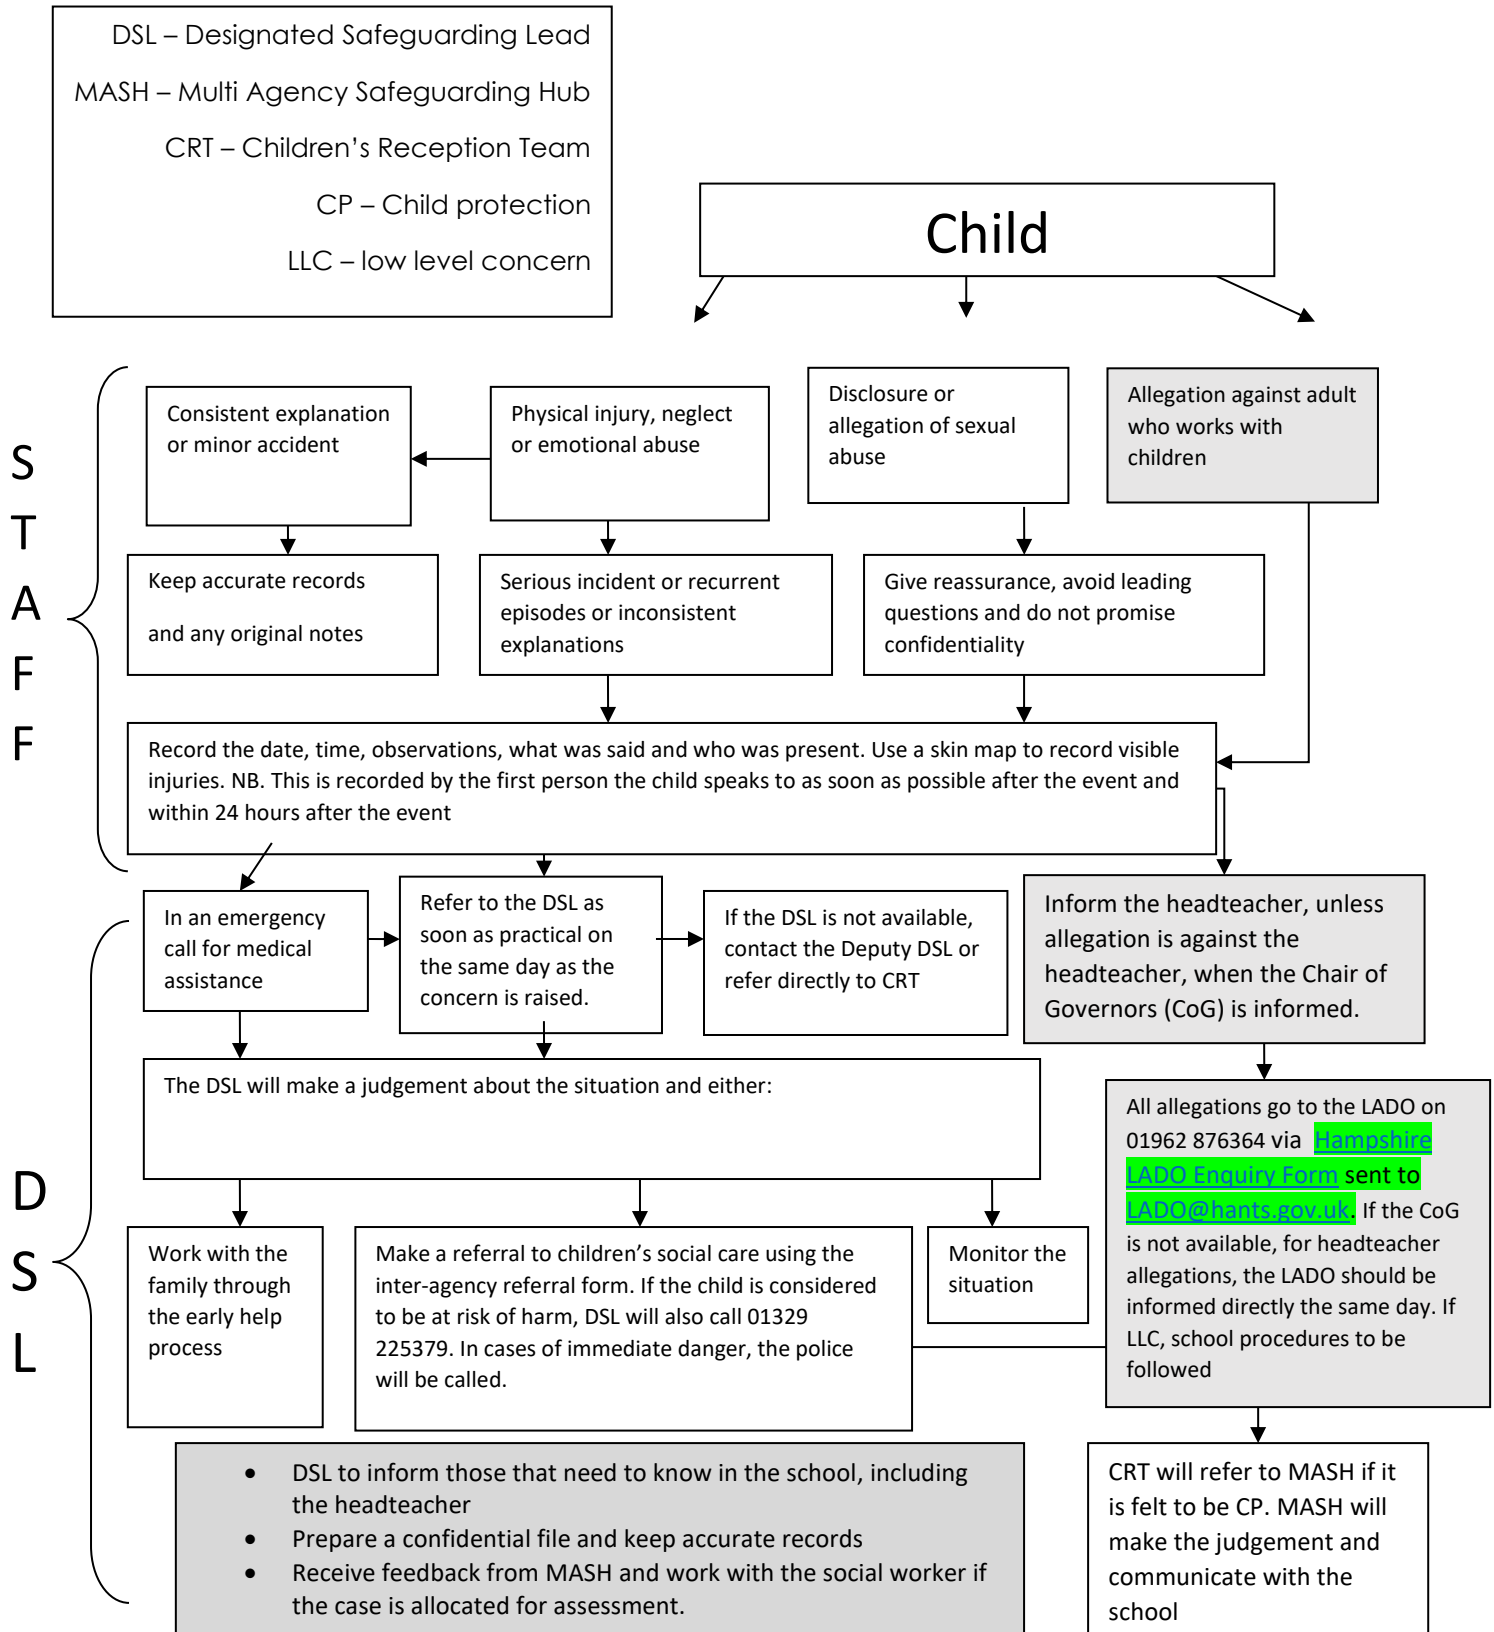 DSL – Designated Safeguarding Lead
MASH – Multi Agency Safeguarding Hub
CRT – Children's Reception Team
CP – Child protection
LLC – low level concern
Child
S
T
A
F
F
Consistent explanation
or minor accident
Physical injury, neglect
or emotional abuse
Disclosure or
allegation of sexual
abuse
Allegation against adult
who works with
children
Keep accurate records
and any original notes
Serious incident or recurrent
episodes or inconsistent
explanations
Give reassurance, avoid leading
questions and do not promise
confidentiality
Record the date, time, observations, what was said and who was present. Use a skin map to record visible
injuries. NB. This is recorded by the first person the child speaks to as soon as possible after the event and
within 24 hours after the event
In an emergency
call for medical
assistance
Refer to the DSL as
soon as practical on
the same day as the
concern is raised.
If the DSL is not available,
contact the Deputy DSL or
refer directly to CRT
Inform the headteacher, unless
allegation is against the
headteacher, when the Chair of
Governors (CoG) is informed.
D
S
L
The DSL will make a judgement about the situation and either:
All allegations go to the LADO on
01962 876364 via Hampshire
LADO Enquiry Form sent to
LADO@hants.gov.uk. If the CoG
is not available, for headteacher
allegations, the LADO should be
informed directly the same day. If
LLC, school procedures to be
followed
Work with the
family through
the early help
process
Make a referral to children's social care using the
inter-agency referral form. If the child is considered
to be at risk of harm, DSL will also call 01329
225379. In cases of immediate danger, the police
will be called.
Monitor the
situation
• DSL to inform those that need to know in the school, including
the headteacher
• Prepare a confidential file and keep accurate records
• Receive feedback from MASH and work with the social worker if
the case is allocated for assessment.
CRT will refer to MASH if it
is felt to be CP. MASH will
make the judgement and
communicate with the
school